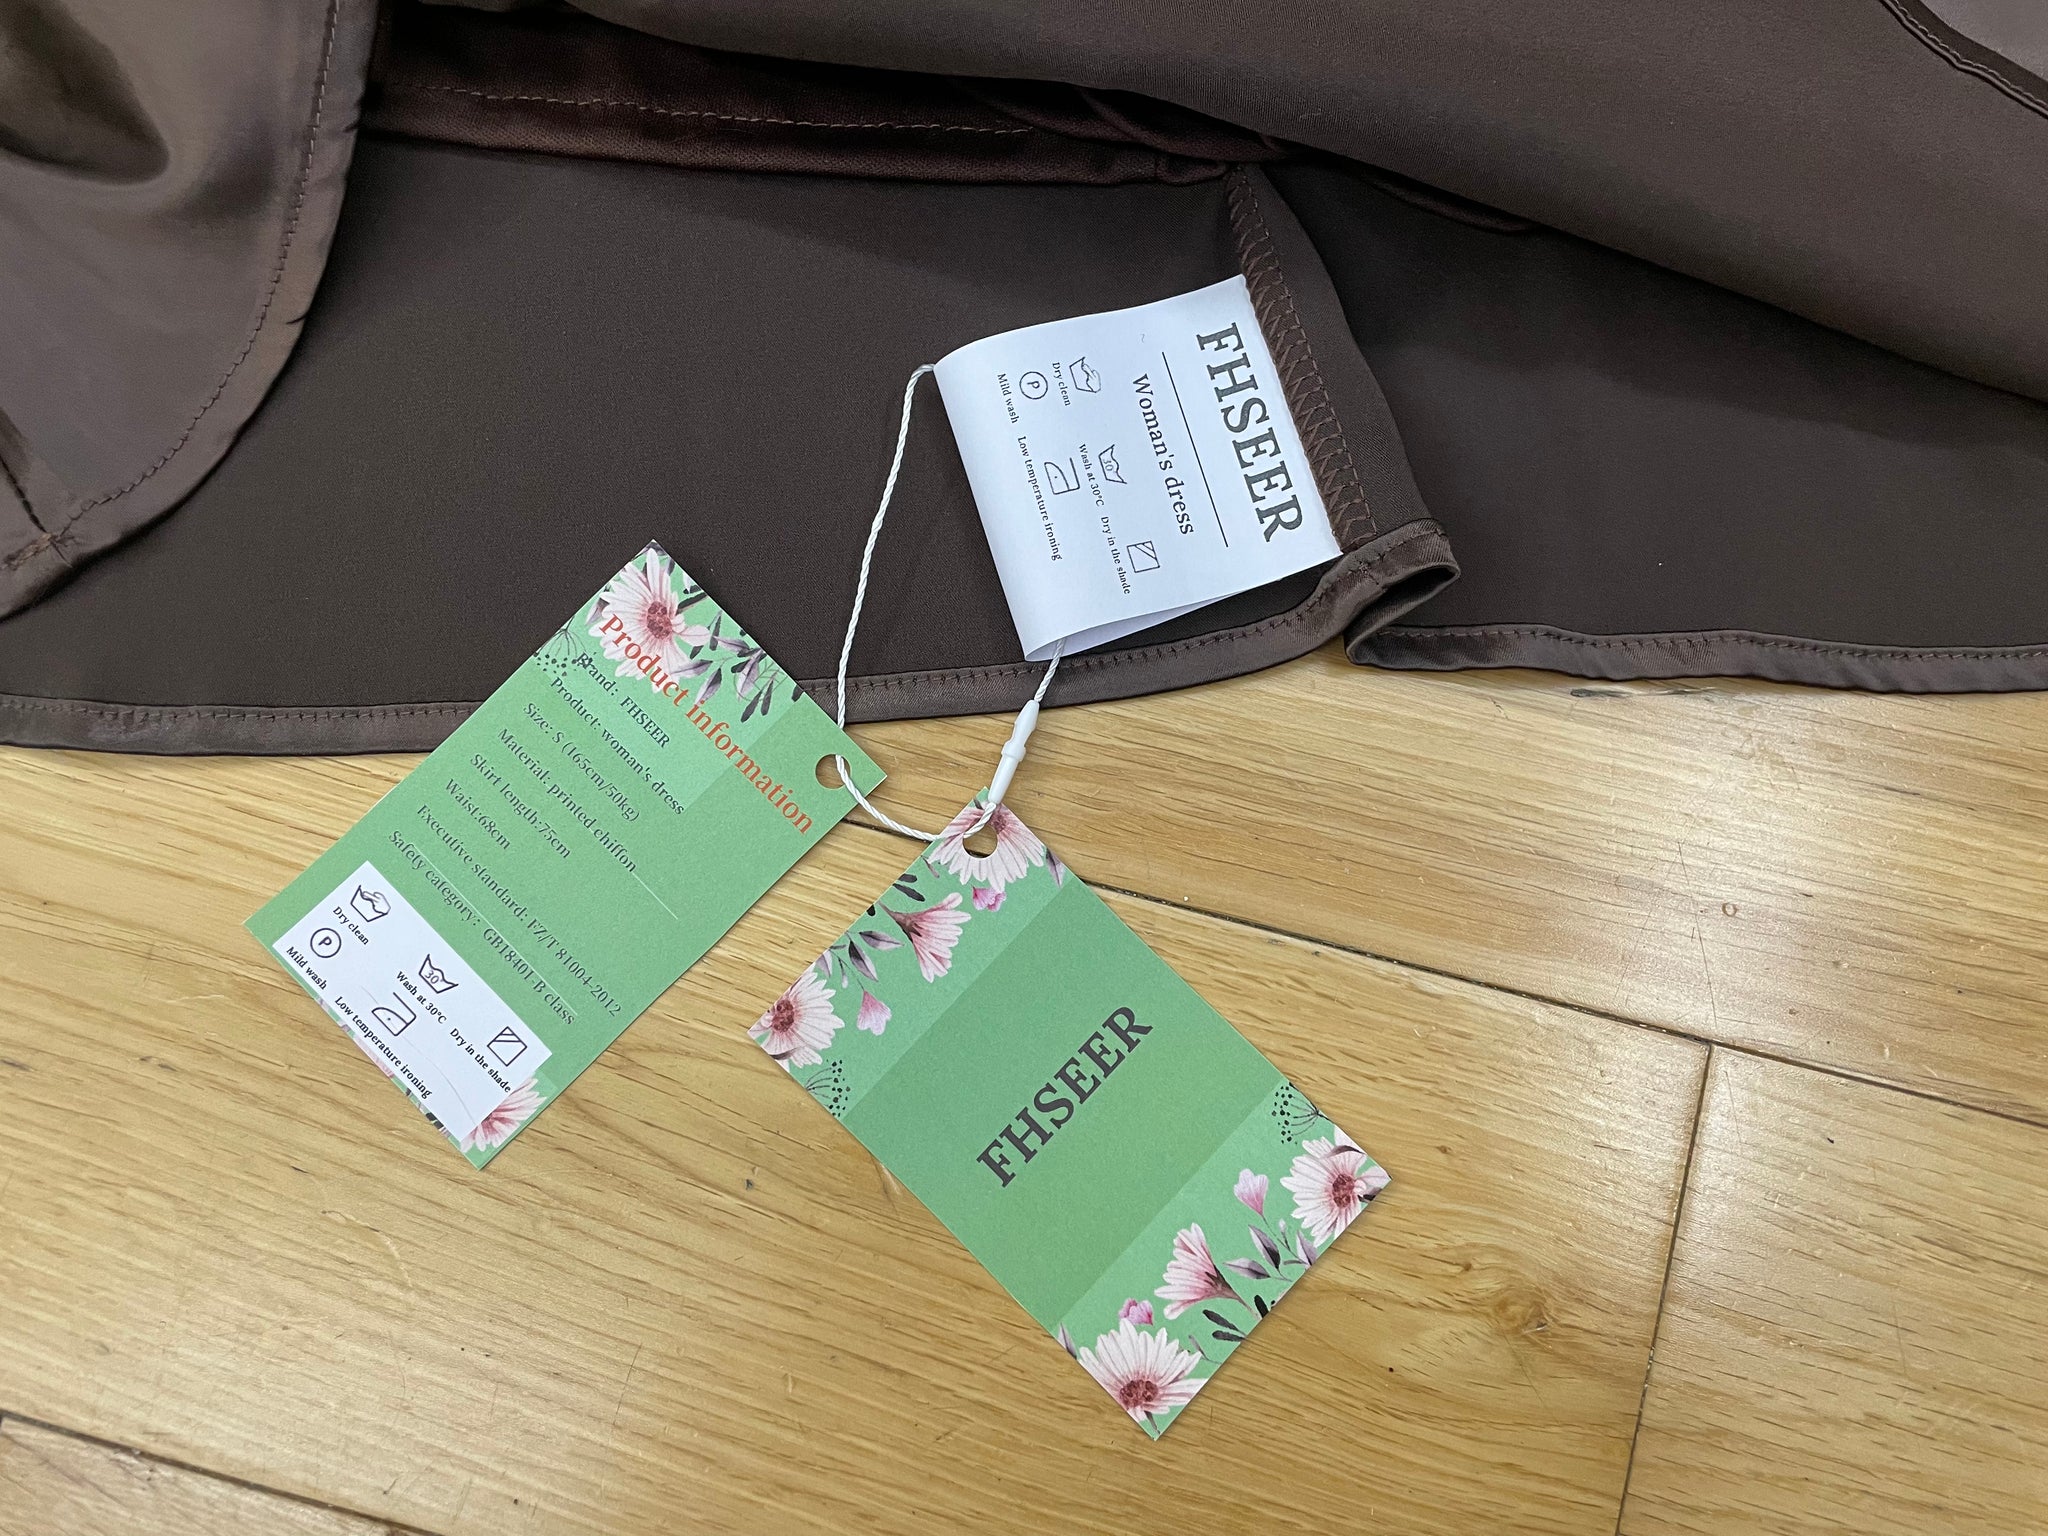 FHSEER
Woman's dress
Dry clean
30
Wash at 30°C
Dry in the shade
P
Mild wash
Low temperature ironing
Product information
Brand: FHSEER
Product: woman's dress
Size: S (165cm/50kg)
Material: printed chiffon
Skirt length:75cm
Waist:68cm
Executive standard: FZ/T 81004-2012
Safety category: GB18401-B class
Dry clean
30
Wash at 30°C
Dry in the shade
P
Mild wash
Low temperature ironing
FHSEER